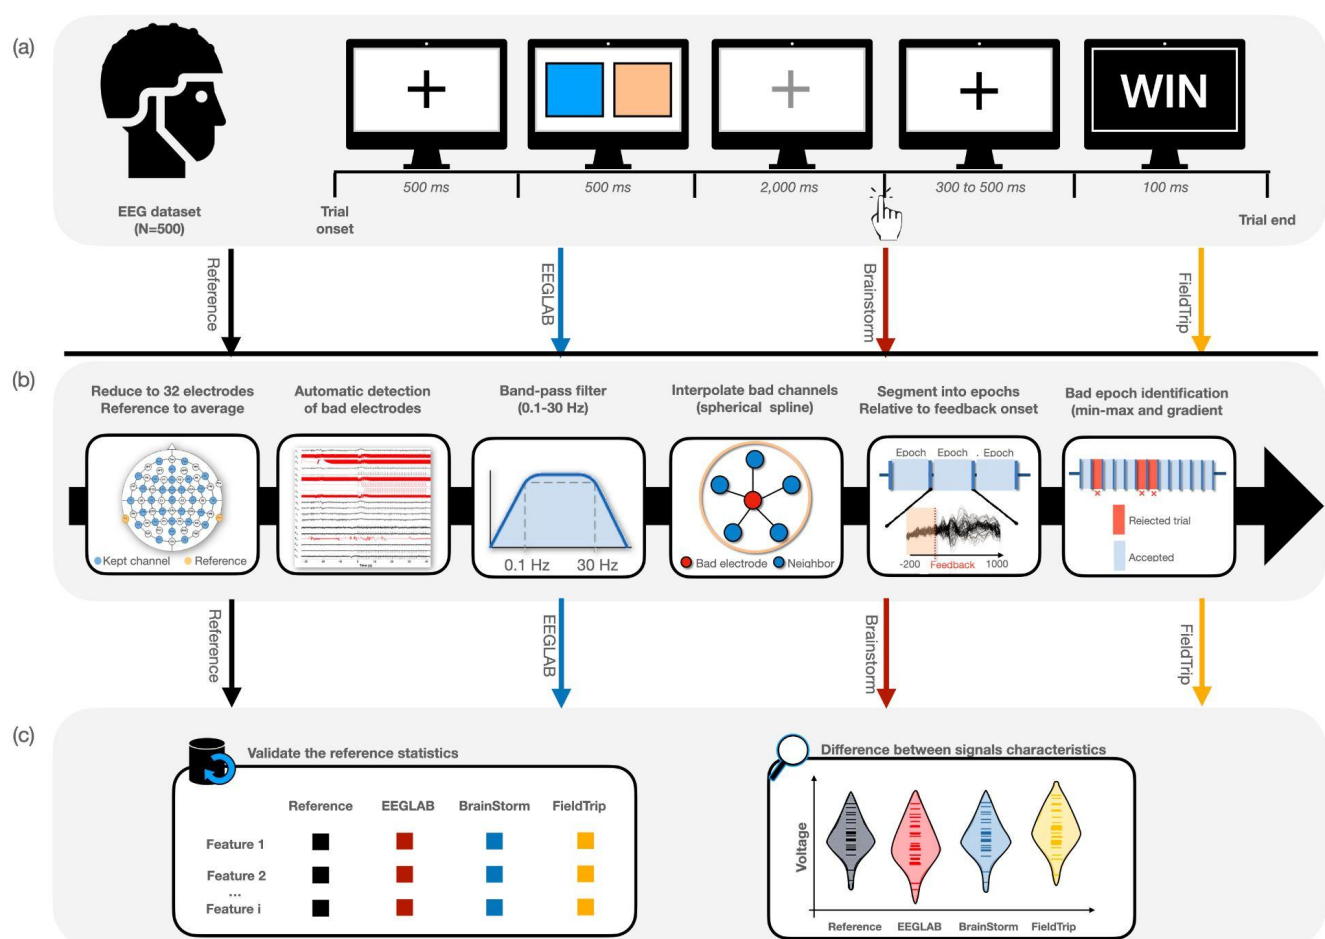 (a)
WIN
500 ms
500 ms
2,000 ms
300 to 500 ms
100 ms
EEG dataset
(N=500)
Trial
onset
Trial end
Reference
EEGLAB
Brainstorm
FieldTrip
(b)
Reduce to 32 electrodes
Reference to average
Automatic detection
of bad electrodes
Band-pass filter
(0.1-30 Hz)
Interpolate bad channels
(spherical spline)
Segment into epochs
Relative to feedback onset
Bad epoch identification
(min-max and gradient
Kept channel
Reference
Time (s)
0.1 Hz
30 Hz
Bad electrode
Neighbor
Epoch
Epoch
. Epoch
-200
Feedback
1000
Rejected trial
Accepted
Reference
EEGLAB
Brainstorm
FieldTrip
(c)
Validate the reference statistics
Reference EEGLAB BrainStorm FieldTrip
Feature 1
Feature 2
...
Feature i
Difference between signals characteristics
Voltage
Reference EEGLAB BrainStorm FieldTrip